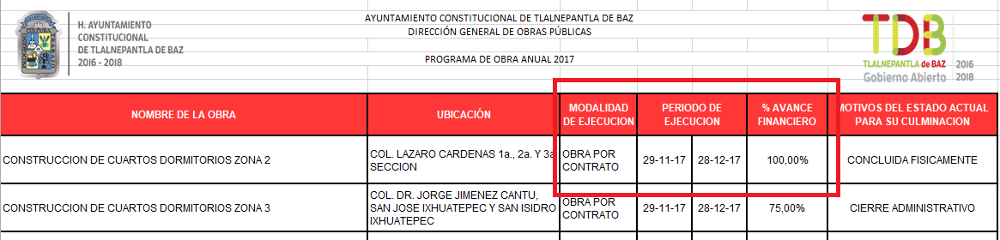 H. AYUNTAMIENTO
CONSTITUCIONAL
DE TLALNEPANTLA DE BAZ
2016 - 2018
AYUNTAMIENTO CONSTITUCIONAL DE TLALNEPANTLA DE BAZ
DIRECCIÓN GENERAL DE OBRAS PÚBLICAS
PROGRAMA DE OBRA ANUAL 2017
TDB
TLALNEPANTLA de BAZ
Gobierno Abierto
2016
2018
NOMBRE DE LA OBRA
UBICACIÓN
MODALIDAD
DE EJECUCION
PERIODO DE
EJECUCION
% AVANCE
FINANCIERO
MOTIVOS DEL ESTADO ACTUAL
PARA SU CULMINACION
CONSTRUCCION DE CUARTOS DORMITORIOS ZONA 2
COL. LAZARO CARDENAS 1a., 2a. Y 3a
SECCION
OBRA POR
CONTRATO
29-11-17
28-12-17
100,00%
CONCLUIDA FISICAMENTE
CONSTRUCCION DE CUARTOS DORMITORIOS ZONA 3
COL. DR. JORGE JIMENEZ CANTU,
SAN JOSE IXHUATEPEC Y SAN ISIDRO
IXHUATEPEC
OBRA POR
CONTRATO
29-11-17
28-12-17
75,00%
CIERRE ADMINISTRATIVO